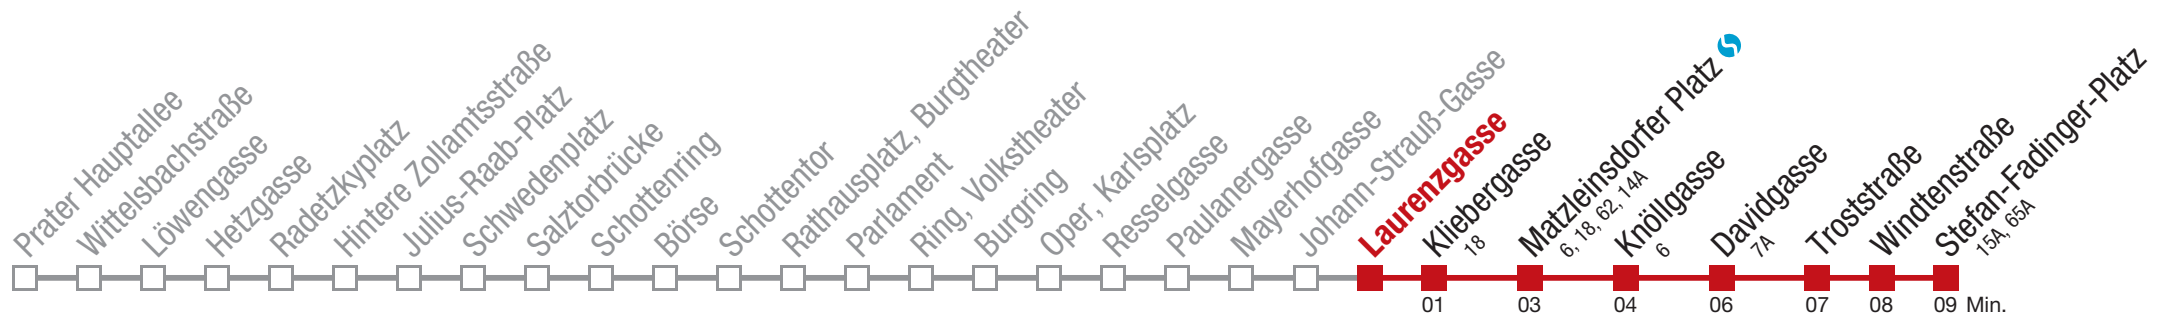 Prater Hauptallee
Wittelsbachstraße
Löwengasse
Hetzgasse
Radetzkyplatz
Hintere Zollamtsstraße
Julius-Raab-Platz
Schwedenplatz
Salztorbrücke
Schottenring
Börse
Schottentor
Rathausplatz, Burgtheater
Parlament
Ring, Volkstheater
Burgring
Oper, Karlsplatz
Resselgasse
Paulanergasse
Mayerhofgasse
Johann-Strauß-Gasse
Laurenzgasse
Kliebergasse
18
Matzleinsdorfer Platz
6, 18, 62, 14A
Knöllgasse
6
Davidgasse
7A
Troststraße
Windtenstraße
Stefan-Fadinger-Platz
15A, 65A
01 03 04 06 07 08 09 Min.